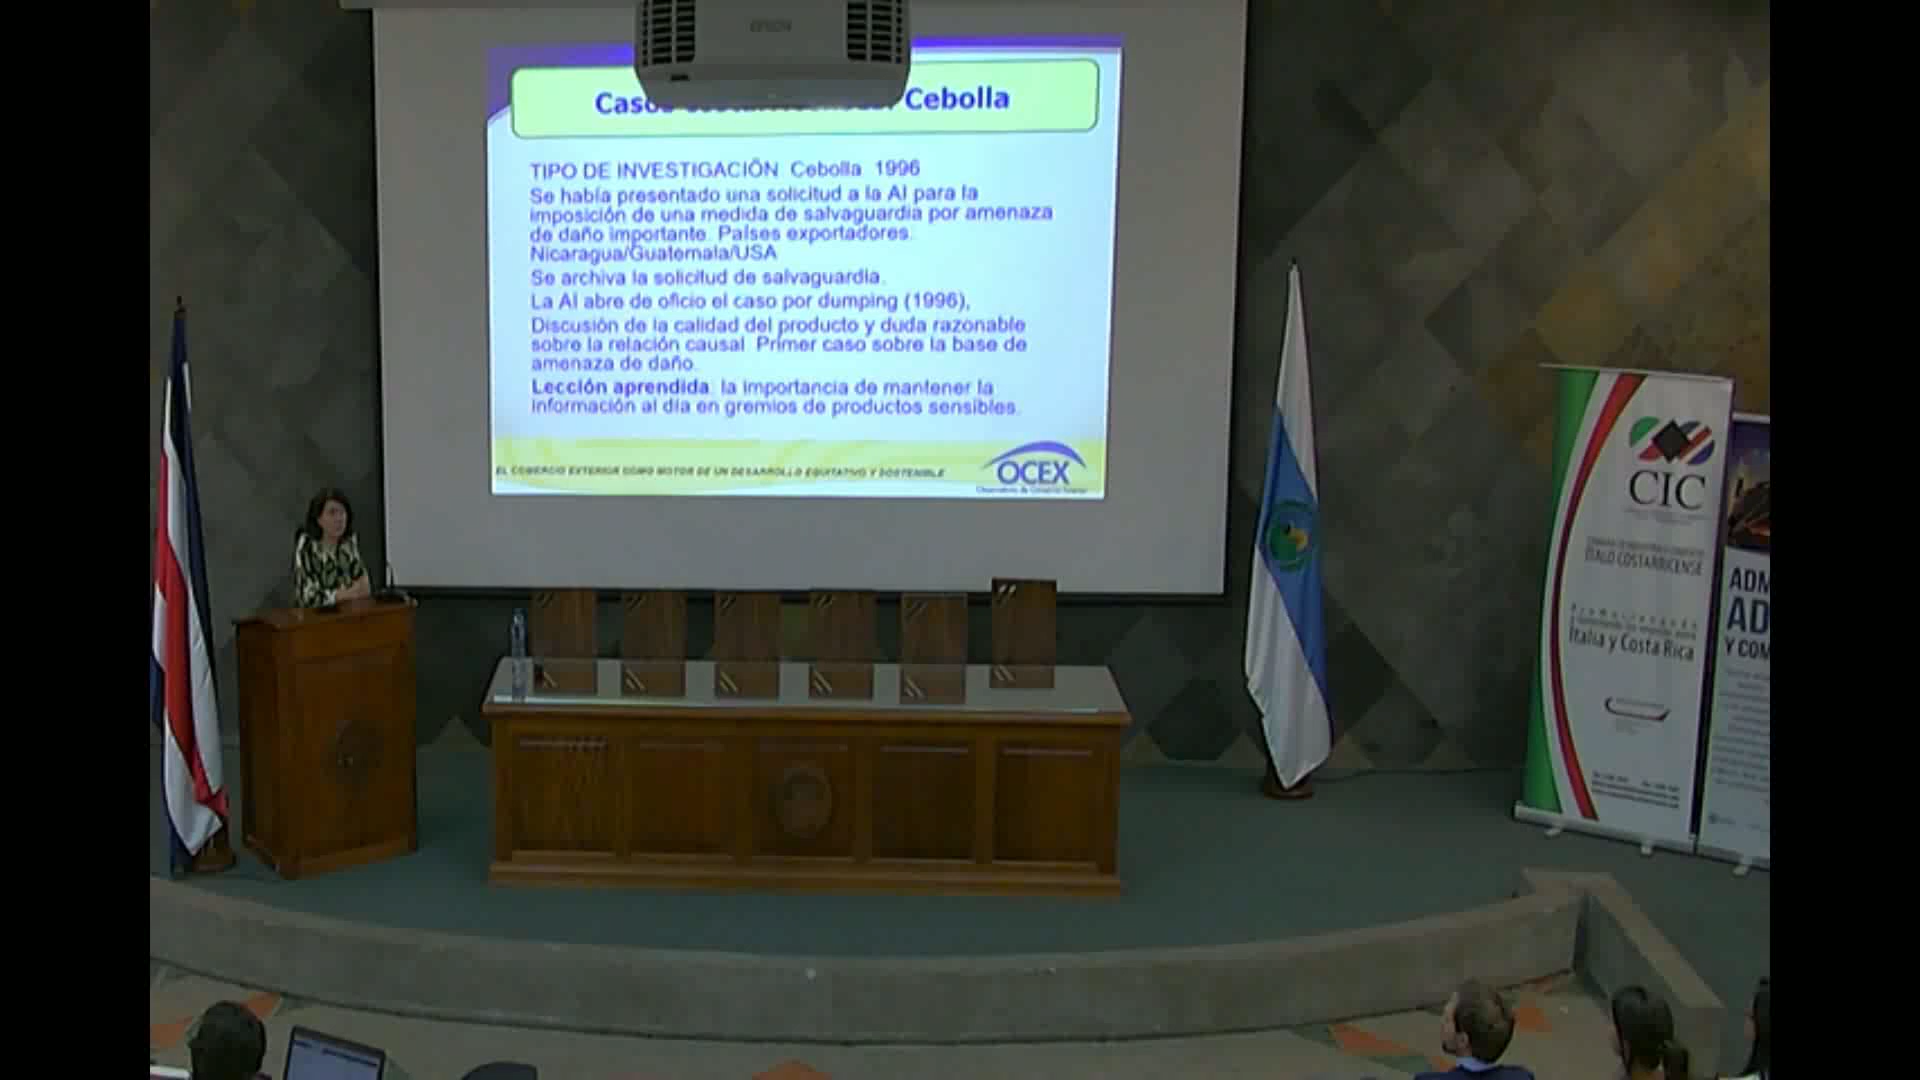 EPSON
Casos Cebolla
TIPO DE INVESTIGACIÓN Cebolla 1996
Se había presentado una solicitud a la AI para la
imposición de una medida de salvaguardia por amenaza
de daño importante. Países exportadores.
Nicaragua/Guatemala/USA
Se archiva la solicitud de salvaguardia.
La AI abre de oficio el caso por dumping (1996),
Discusión de la calidad del producto y duda razonable
sobre la relación causal. Primer caso sobre la base de
amenaza de daño.
Lección aprendida: la importancia de mantener la
información al día en gremios de productos sensibles.
EL COMERCIO EXTERIOR COMO MOTOR DE UN DESARROLLO EQUITATIVO Y SOSTENIBLE
OCEX
CIC
ITALO COSTARRICENSE
Italia y Costa Rica
ADM
AD
Y COM